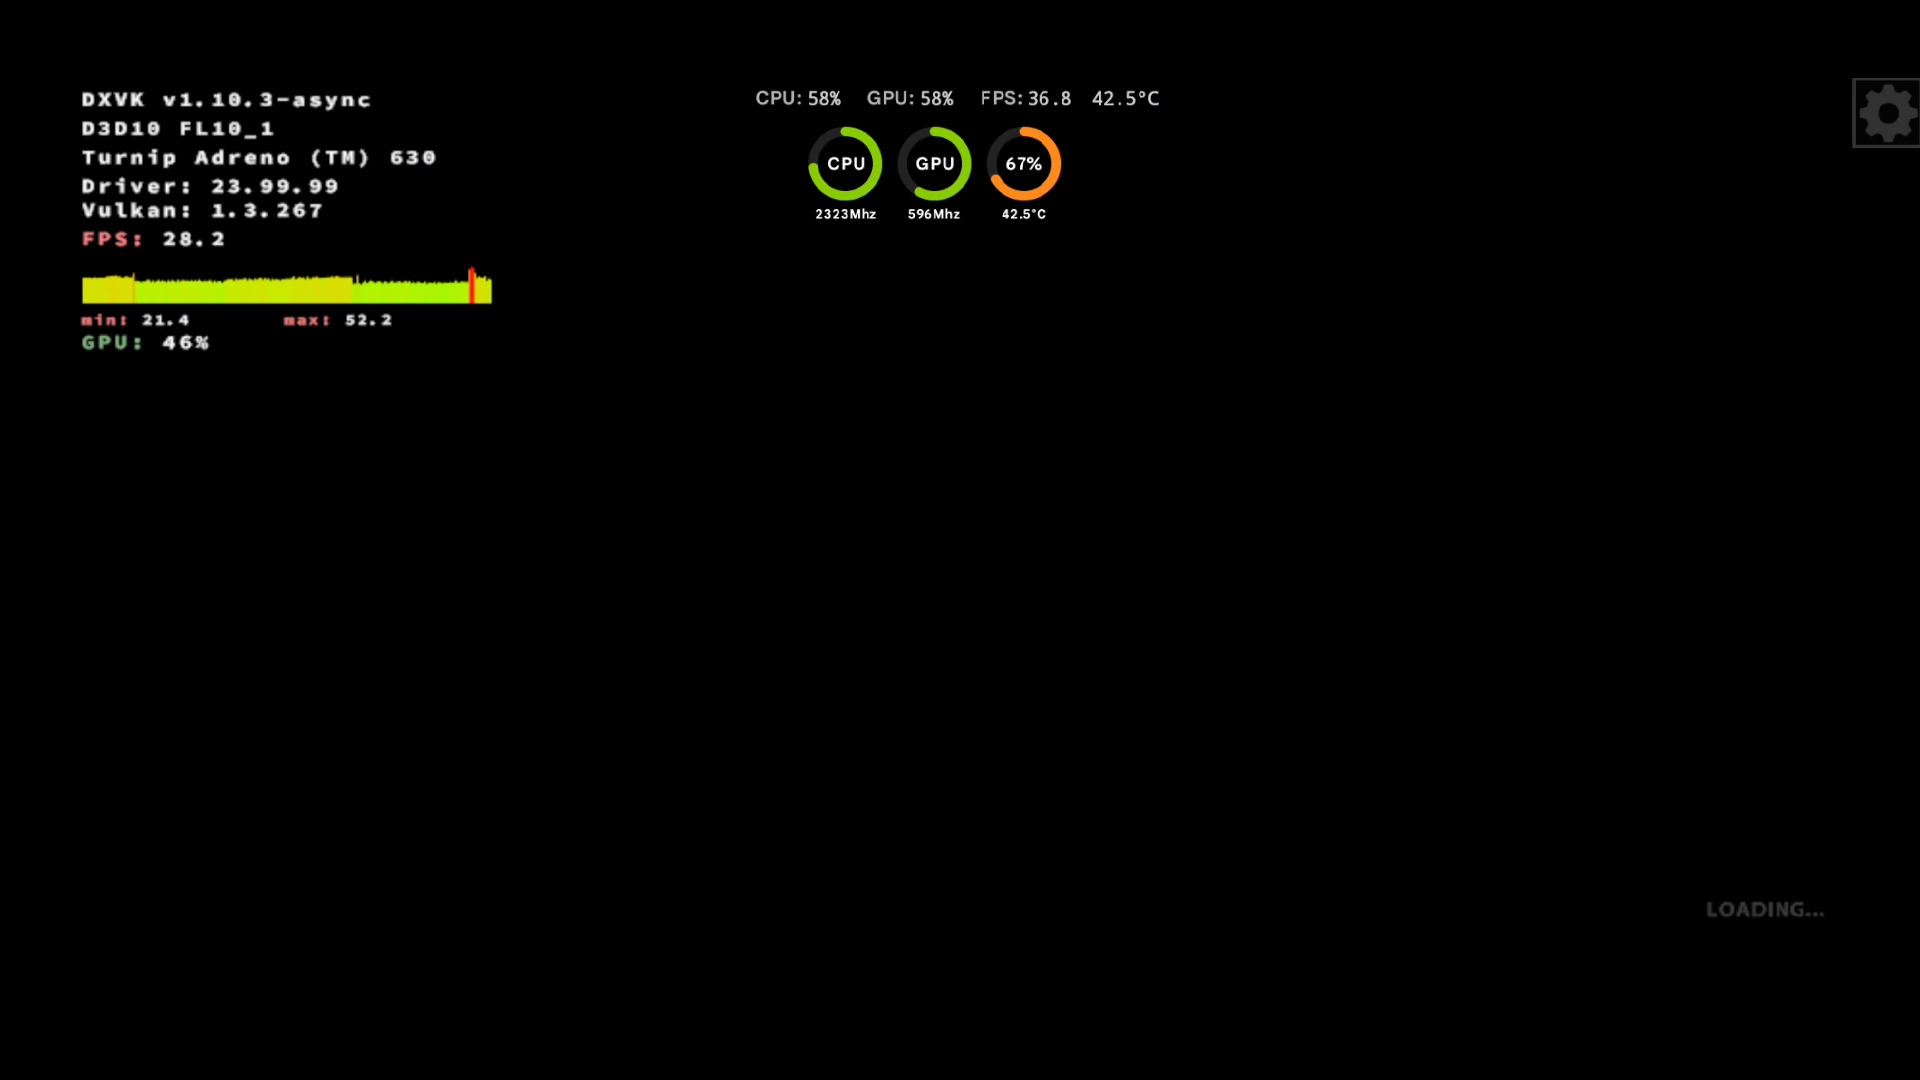 DXVK v1.10.3-async
D3D10 FL10_1
Turnip Adreno (TM) 630
Driver: 23.99.99
Vulkan: 1.3.267
FPS: 28.2
min: 21.4 max: 52.2
GPU: 46%
CPU: 58% GPU: 58% FPS: 36.8 42.5°C
CPU GPU 67%
2323Mhz 596Mhz 42.5°C
LOADING...